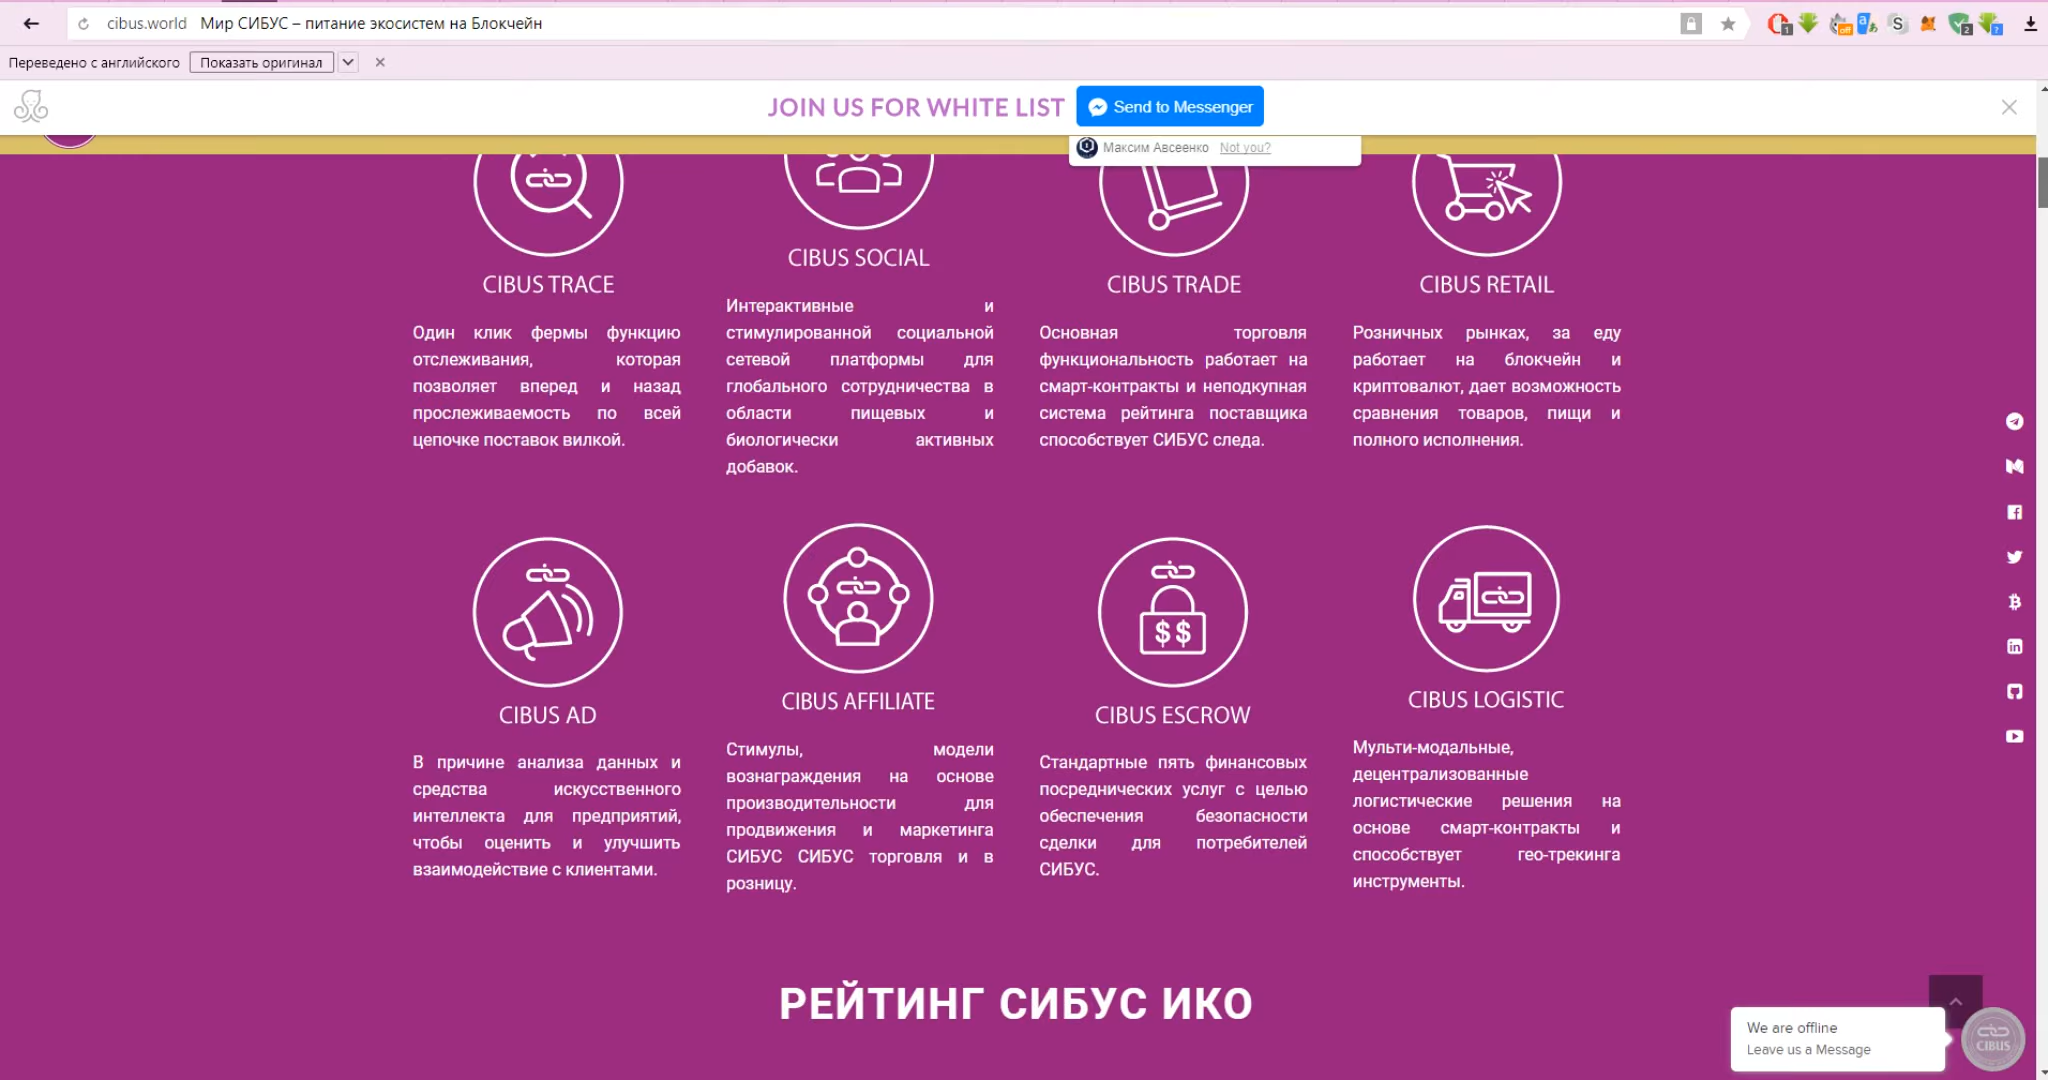 cibus.world Мир СИБУС – питание экосистем на Блокчейн
1
off
a
S
2
?
Переведено с английского Показать оригинал
JOIN US FOR WHITE LIST Send to Messenger
Максим Авсеенко Not you?
CIBUS TRACE
Один клик фермы функцию
отслеживания, которая
позволяет вперед и назад
прослеживаемость по всей
цепочке поставок вилкой.
CIBUS SOCIAL
Интерактивные и
стимулированной социальной
сетевой платформы для
глобального сотрудничества в
области пищевых и
биологически активных
добавок.
CIBUS TRADE
Основная торговля
функциональность работает на
смарт-контракты и неподкупная
система рейтинга поставщика
способствует СИБУС следа.
CIBUS RETAIL
Розничных рынках, за еду
работает на блокчейн и
криптовалют, дает возможность
сравнения товаров, пищи и
полного исполнения.
CIBUS AD
В причине анализа данных и
средства искусственного
интеллекта для предприятий,
чтобы оценить и улучшить
взаимодействие с клиентами.
CIBUS AFFILIATE
Стимулы, модели
вознаграждения на основе
производительности для
продвижения и маркетинга
СИБУС СИБУС торговля и в
розницу.
$$
CIBUS ESCROW
Стандартные пять финансовых
посреднических услуг с целью
обеспечения безопасности
сделки для потребителей
СИБУС.
CIBUS LOGISTIC
Мульти-модальные,
децентрализованные
логистические решения на
основе смарт-контракты и
способствует гео-трекинга
инструменты.
РЕЙТИНГ СИБУС ИКО
We are offline
Leave us a Message
CIBUS